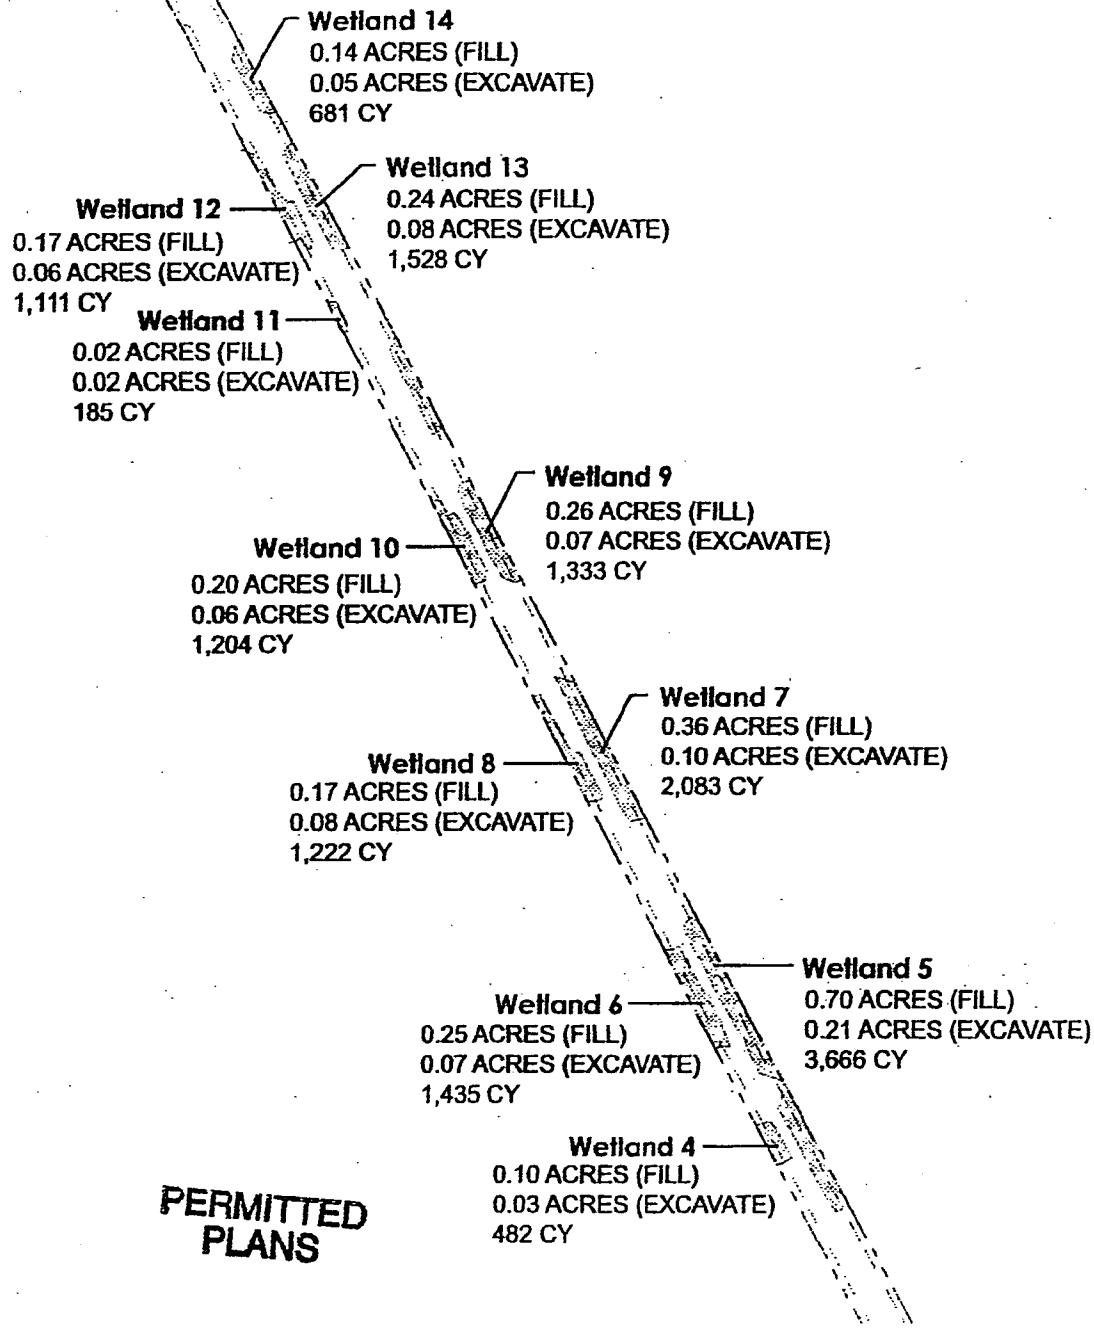 Wetland 14
0.14 ACRES (FILL)
0.05 ACRES (EXCAVATE)
681 CY
Wetland 13
0.24 ACRES (FILL)
0.08 ACRES (EXCAVATE)
1,528 CY
Wetland 12
0.17 ACRES (FILL)
0.06 ACRES (EXCAVATE)
1,111 CY
Wetland 11
0.02 ACRES (FILL)
0.02 ACRES (EXCAVATE)
185 CY
Wetland 9
0.26 ACRES (FILL)
0.07 ACRES (EXCAVATE)
1,333 CY
Wetland 10
0.20 ACRES (FILL)
0.06 ACRES (EXCAVATE)
1,204 CY
Wetland 7
0.36 ACRES (FILL)
0.10 ACRES (EXCAVATE)
2,083 CY
Wetland 8
0.17 ACRES (FILL)
0.08 ACRES (EXCAVATE)
1,222 CY
Wetland 5
0.70 ACRES (FILL)
0.21 ACRES (EXCAVATE)
3,666 CY
Wetland 6
0.25 ACRES (FILL)
0.07 ACRES (EXCAVATE)
1,435 CY
Wetland 4
0.10 ACRES (FILL)
0.03 ACRES (EXCAVATE)
482 CY
PERMITTED
PLANS